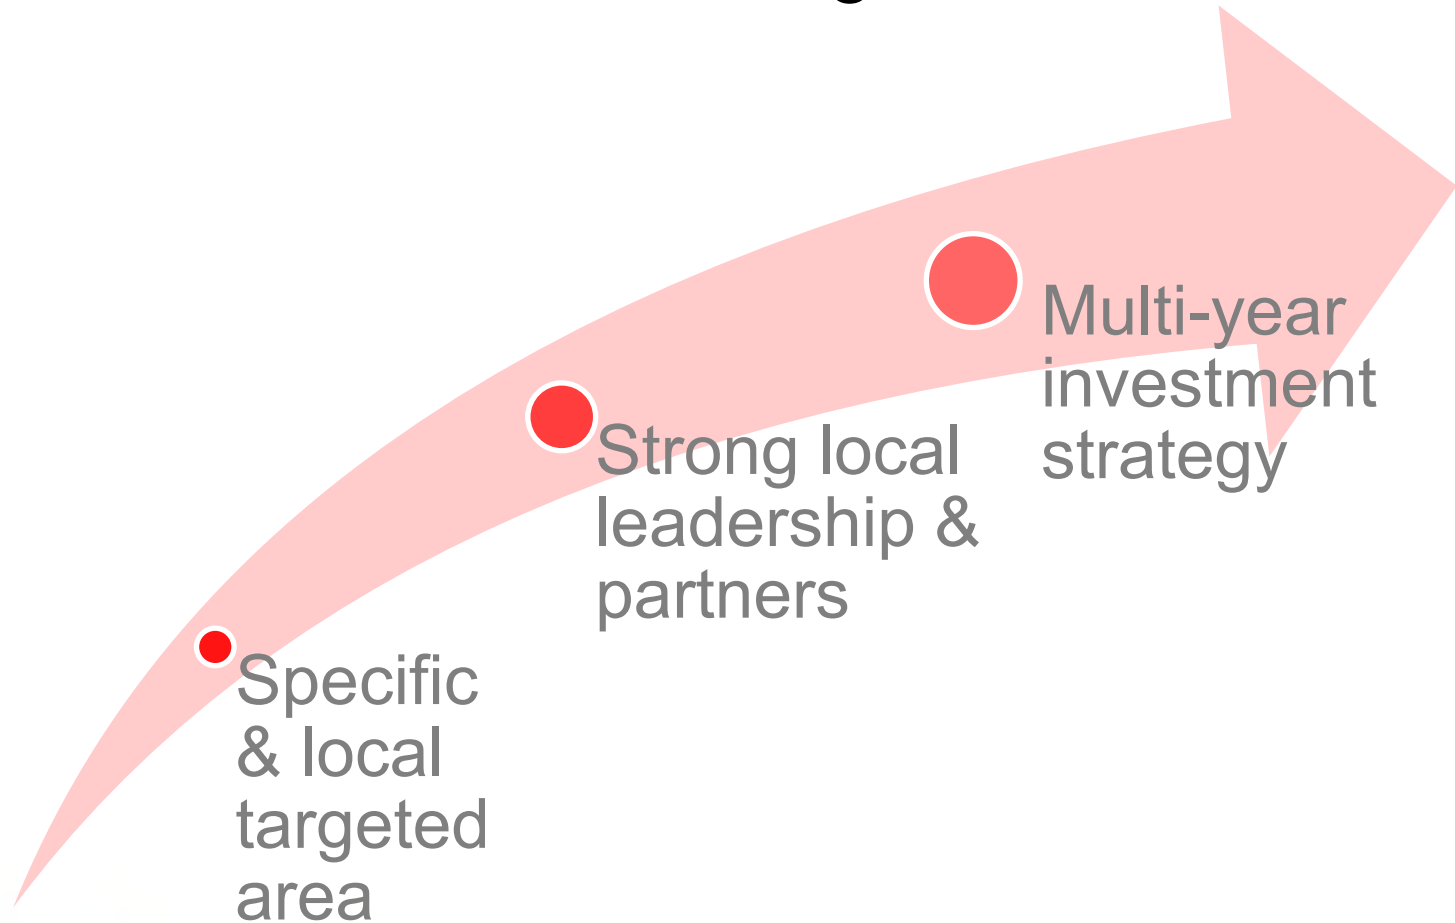 Specific
& local
targeted
area
Strong local
leadership &
partners
Multi-year
investment
strategy